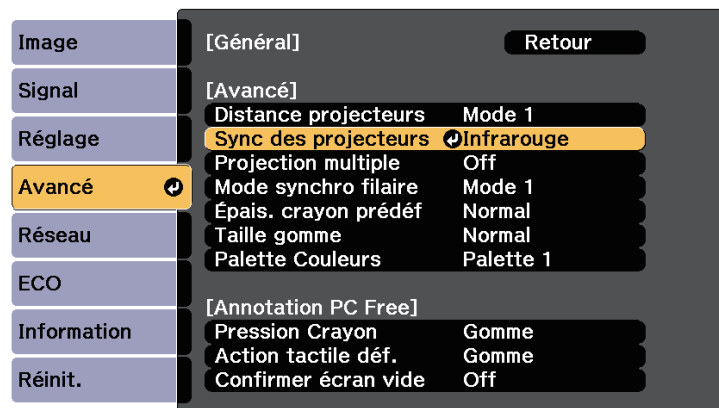 Image
Signal
Réglage
Avancé
Réseau
ECO
Information
Réinit.
[Général] Retour
[Avancé]
Distance projecteurs Mode 1
Sync des projecteurs Infrarouge
Projection multiple Off
Mode synchro filaire Mode 1
Épais. crayon prédéf Normal
Taille gomme Normal
Palette Couleurs Palette 1
[Annotation PC Free]
Pression Crayon Gomme
Action tactile déf. Gomme
Confirmer écran vide Off